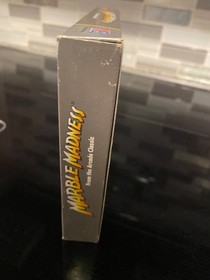 MARBLE MADNESS
From the Arcade Classic